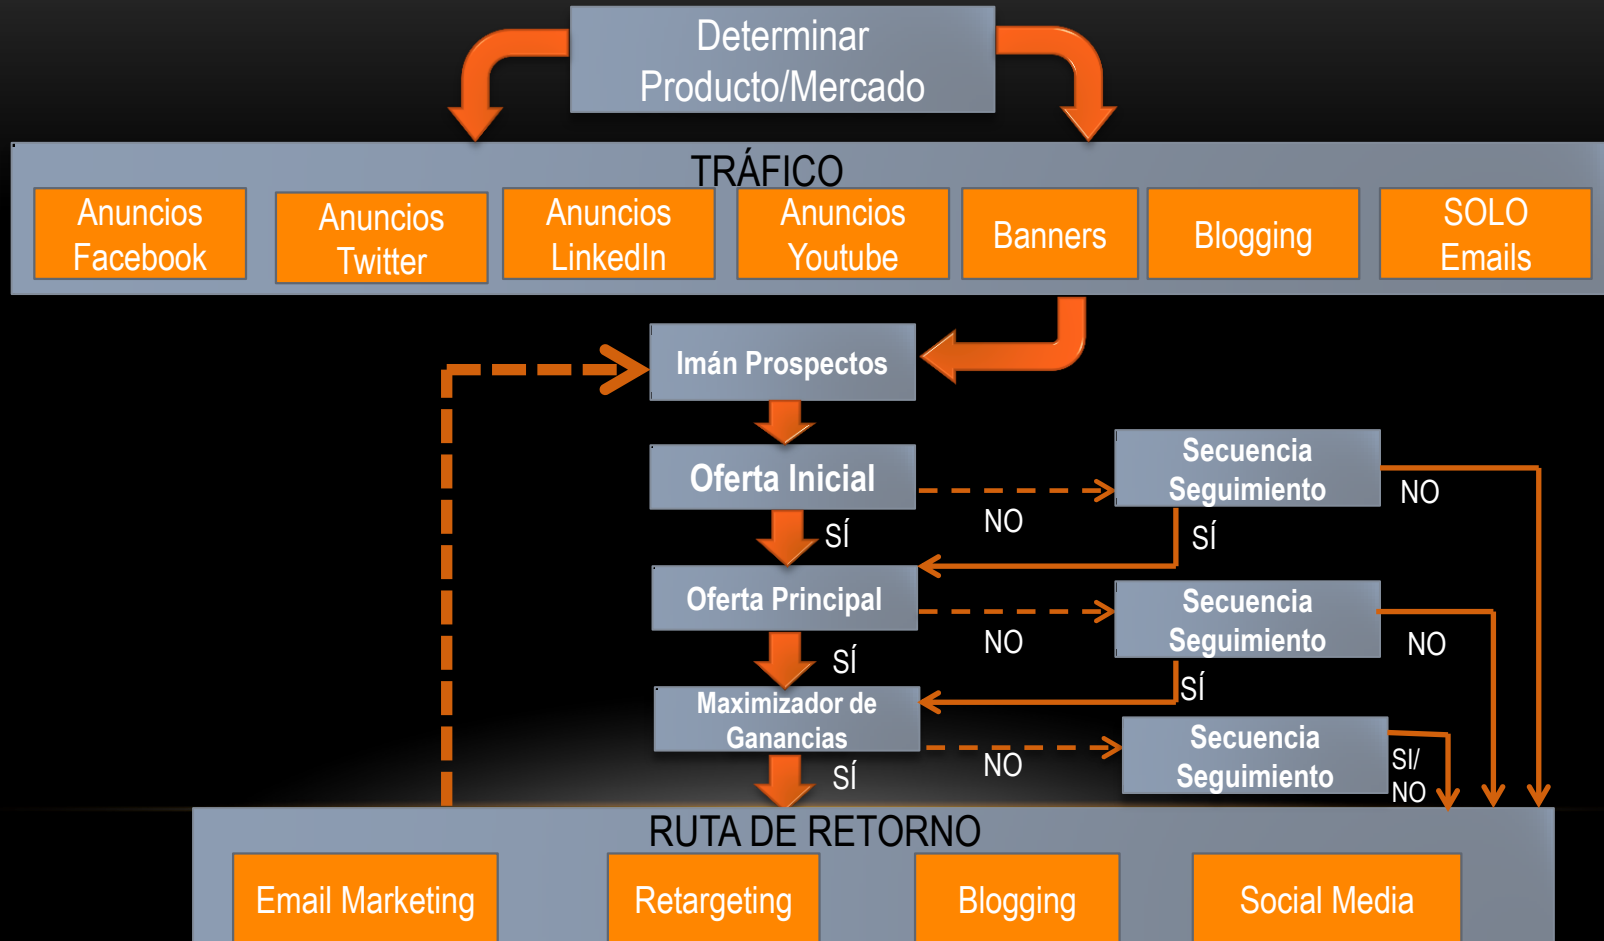 Determinar
Producto/Mercado
TRÁFICO
Anuncios
Facebook
Anuncios
Twitter
Anuncios
LinkedIn
Anuncios
Youtube
Banners
Blogging
SOLO
Emails
Imán Prospectos
Oferta Inicial
NO
Secuencia
Seguimiento
NO
SÍ
SÍ
Oferta Principal
NO
Secuencia
Seguimiento
NO
SÍ
SÍ
Maximizador de
Ganancias
NO
Secuencia
Seguimiento
SI/
NO
SÍ
RUTA DE RETORNO
Email Marketing
Retargeting
Blogging
Social Media